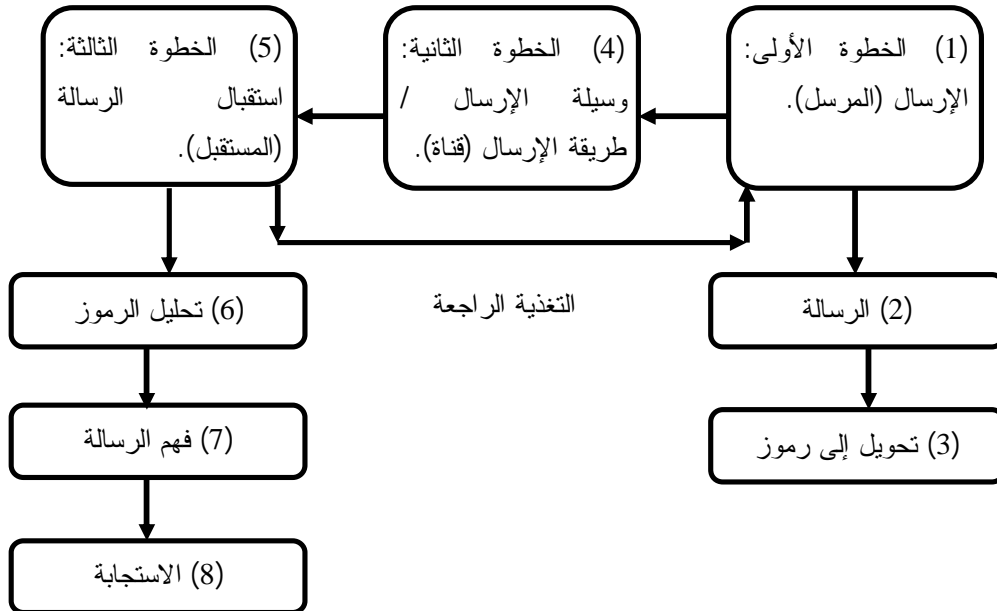 (1) الخطوة الأولى:
الإرسال (المرسل).
(4) الخطوة الثانية:
وسيلة الإرسال /
طريقة الإرسال (قناة).
(5) الخطوة الثالثة:
استقبال الرسالة
(المستقبل).
(2) الرسالة
التغذية الراجعة
(6) تحليل الرموز
(3) تحويل إلى رموز
(7) فهم الرسالة
(8) الاستجابة